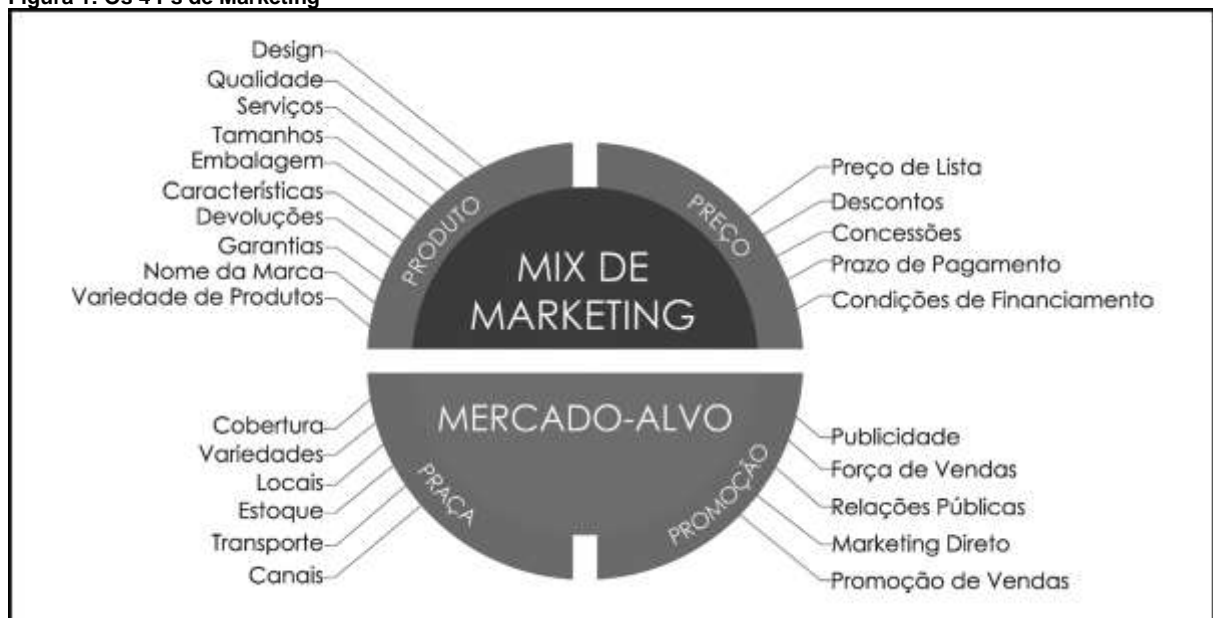 Figura 1: Os 4 Ps de Marketing
Design
Qualidade
Serviços
Tamanhos
Embalagem
Características
Devoluções
Garantias
Nome da Marca
Variedade de Produtos
PRODUTO
MIX DE
MARKETING
PREÇO
Preço de Lista
Descontos
Concessões
Prazo de Pagamento
Condições de Financiamento
Cobertura
Variedades
Locais
Estoque
Transporte
Canais
PRAÇA
MERCADO-ALVO
PROMOÇÃO
Publicidade
Força de Vendas
Relações Públicas
Marketing Direto
Promoção de Vendas